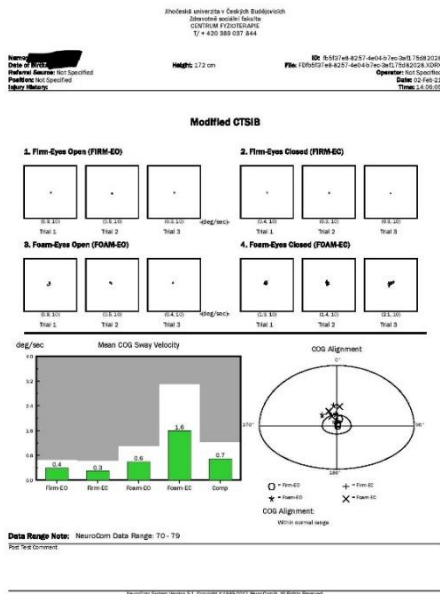 Jihočeská univerzita v Českých Budějovicích
Zdravotně sociální fakulta
CENTRUM FYZIOTERAPIE
T/ + 420 389 037 844
Name:
Date of Birth:
Referral Source: Not Specified
Position: Not Specified
Injury History:
Height: 172 cm
Operator: Not Specified
Date: 02-Feb-21
Modified CTSIB
1. Firm-Eyes Open (FIRM-EO)
2. Firm-Eyes Closed (FIRM-EC)
(deg/sec)
Trial 1 Trial 2 Trial 3 Trial 1 Trial 2 Trial 3
3. Foam-Eyes Open (FOAM-EO)
4. Foam-Eyes Closed (FOAM-EC)
(deg/sec)
Trial 1 Trial 2 Trial 3 Trial 1 Trial 2 Trial 3
deg/sec
Mean COG Sway Velocity
0.4 0.3 0.6 1.6 0.7
Firm-EO Firm-EC Foam-EO Foam-EC Comp
COG Alignment
0°
90°
180°
= Firm-EO
= Firm-EC
= Foam-EO
= Foam-EC
COG Alignment:
Within normal range
Data Range Note: NeuroCom Data Range: 70 - 79
Post Test Comment: